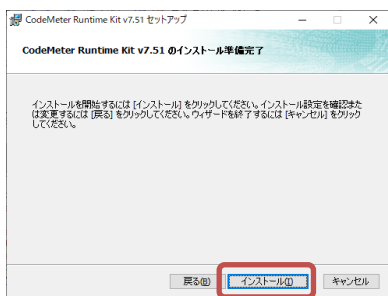 CodeMeter Runtime Kit v7.51 セットアップ
CodeMeter Runtime Kit v7.51 のインストール準備完了
インストールを開始するには [インストール] をクリックしてください。インストール設定を確認また
は変更するには [戻る] をクリックしてください。ウィザードを終了するには [キャンセル] をクリック
してください。
戻る(B) インストール(I) キャンセル